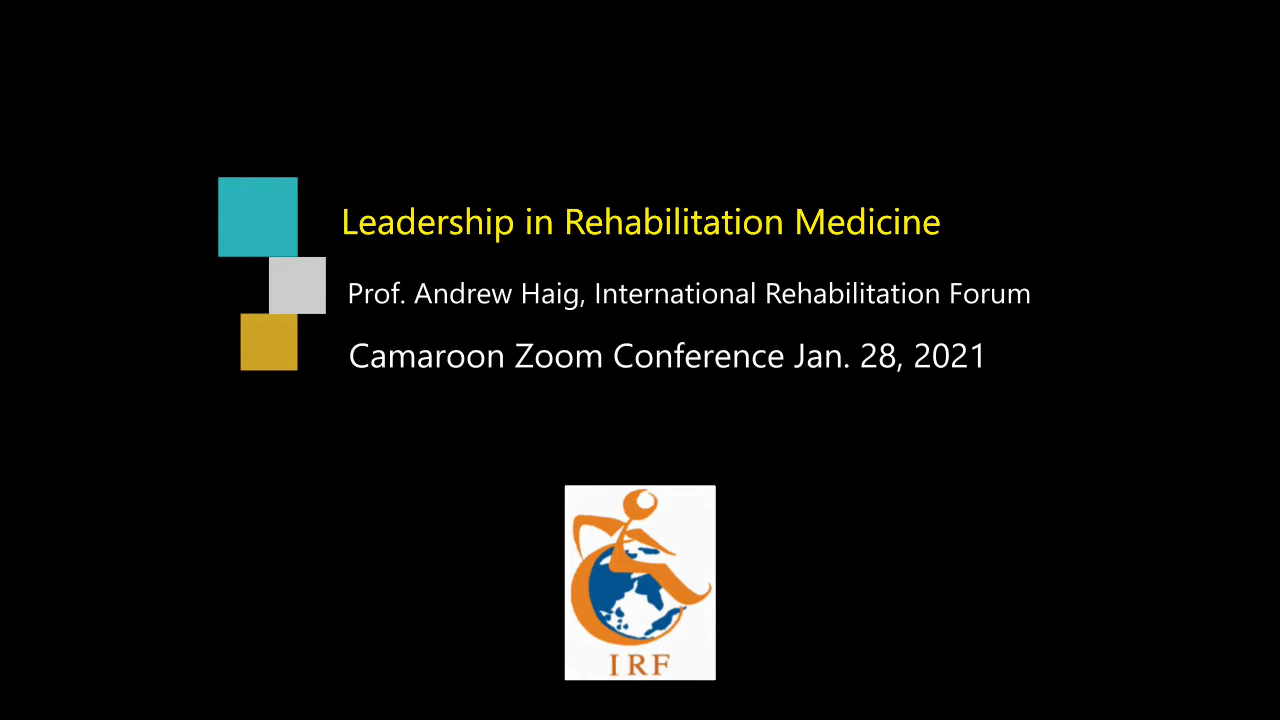 Leadership in Rehabilitation Medicine
Prof. Andrew Haig, International Rehabilitation Forum
Camaroon Zoom Conference Jan. 28, 2021
IRF